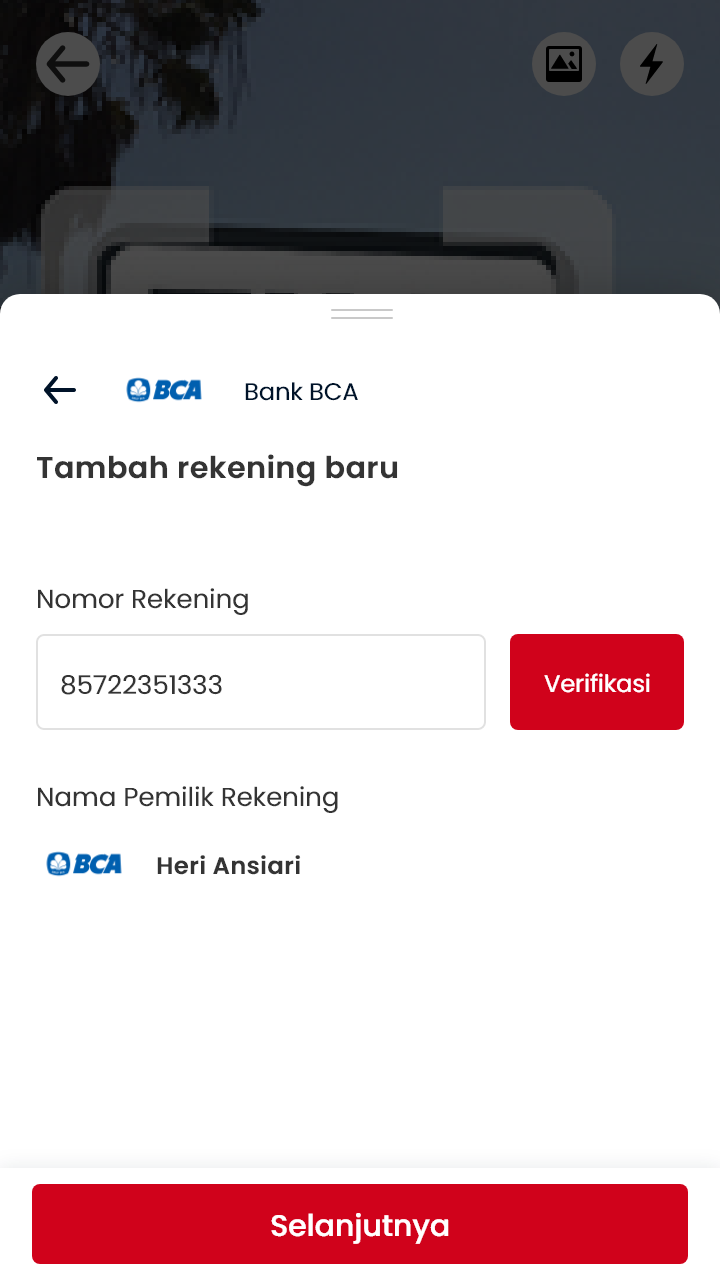 BCA Bank BCA
Tambah rekening baru
Nomor Rekening
85722351333 Verifikasi
Nama Pemilik Rekening
BCA Heri Ansiari
Selanjutnya